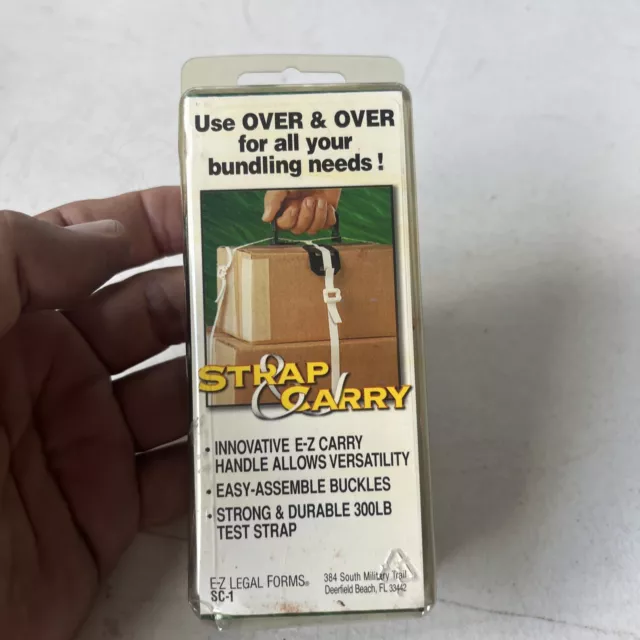 Use OVER & OVER
for all your
bundling needs !
STRAP
& CARRY
• INNOVATIVE E-Z CARRY
HANDLE ALLOWS VERSATILITY
• EASY-ASSEMBLE BUCKLES
• STRONG & DURABLE 300LB
TEST STRAP
E-Z LEGAL FORMS®
SC-1
384 South Military Trail
Deerfield Beach, FL 33442